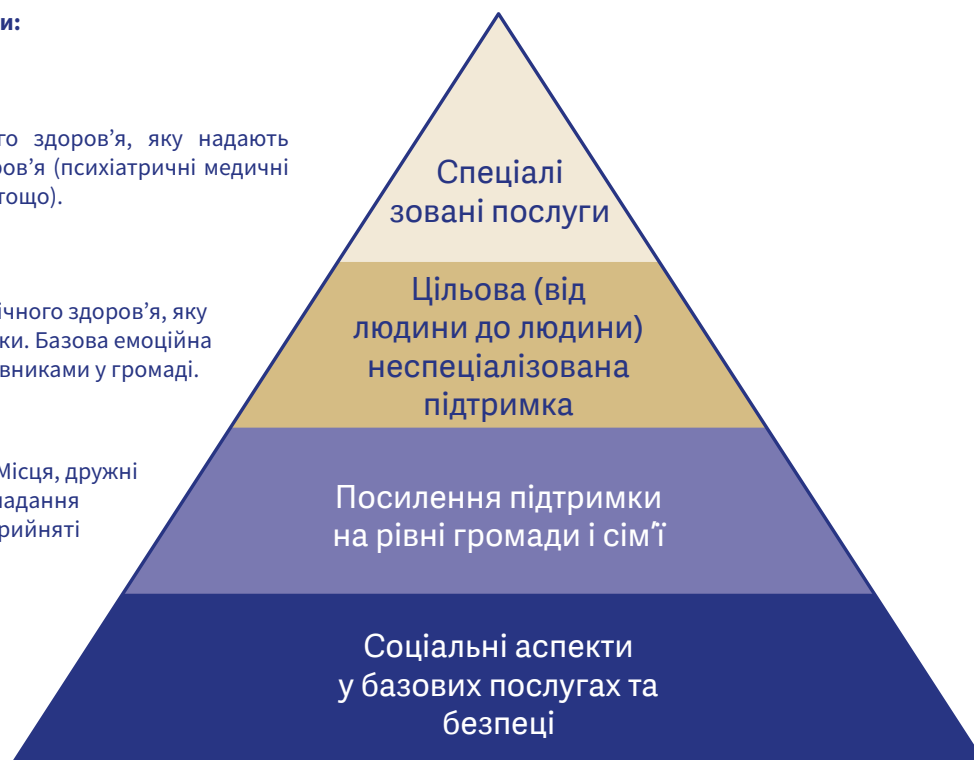 и:
го здоров’я, яку надають
ров’я (психіатричні медичні
тощо).
ічного здоров’я, яку
ки. Базова емоційна
вниками у громаді.
Місця, дружні
надання
рийняті
Спеціалі
зовані послуги
Цільова (від
людини до людини)
неспеціалізована
підтримка
Посилення підтримки
на рівні громади і сім’ї
Соціальні аспекти
у базових послугах та
безпеці